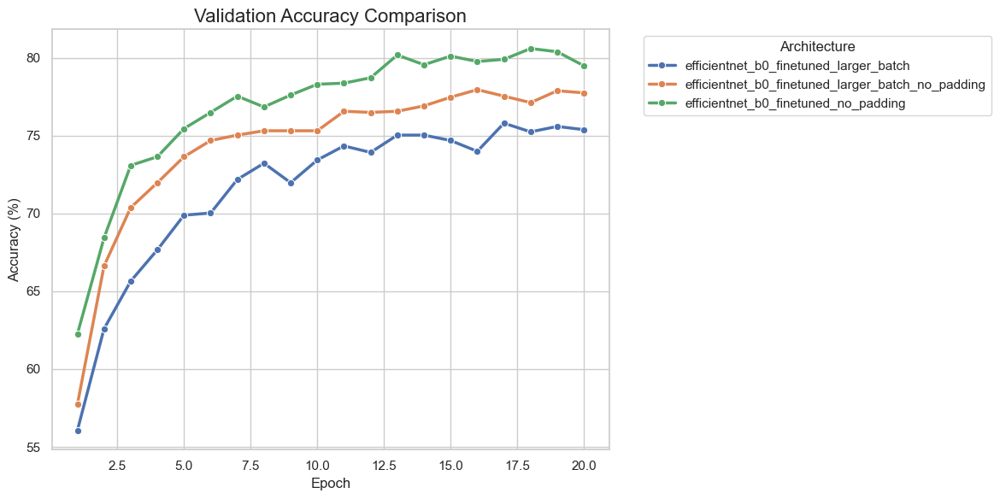 Validation Accuracy Comparison
Accuracy (%)
80
75
70
65
60
55
2.5 5.0 7.5 10.0 12.5 15.0 17.5 20.0
Epoch
Architecture
efficientnet_b0_finetuned_larger_batch
efficientnet_b0_finetuned_larger_batch_no_padding
efficientnet_b0_finetuned_no_padding